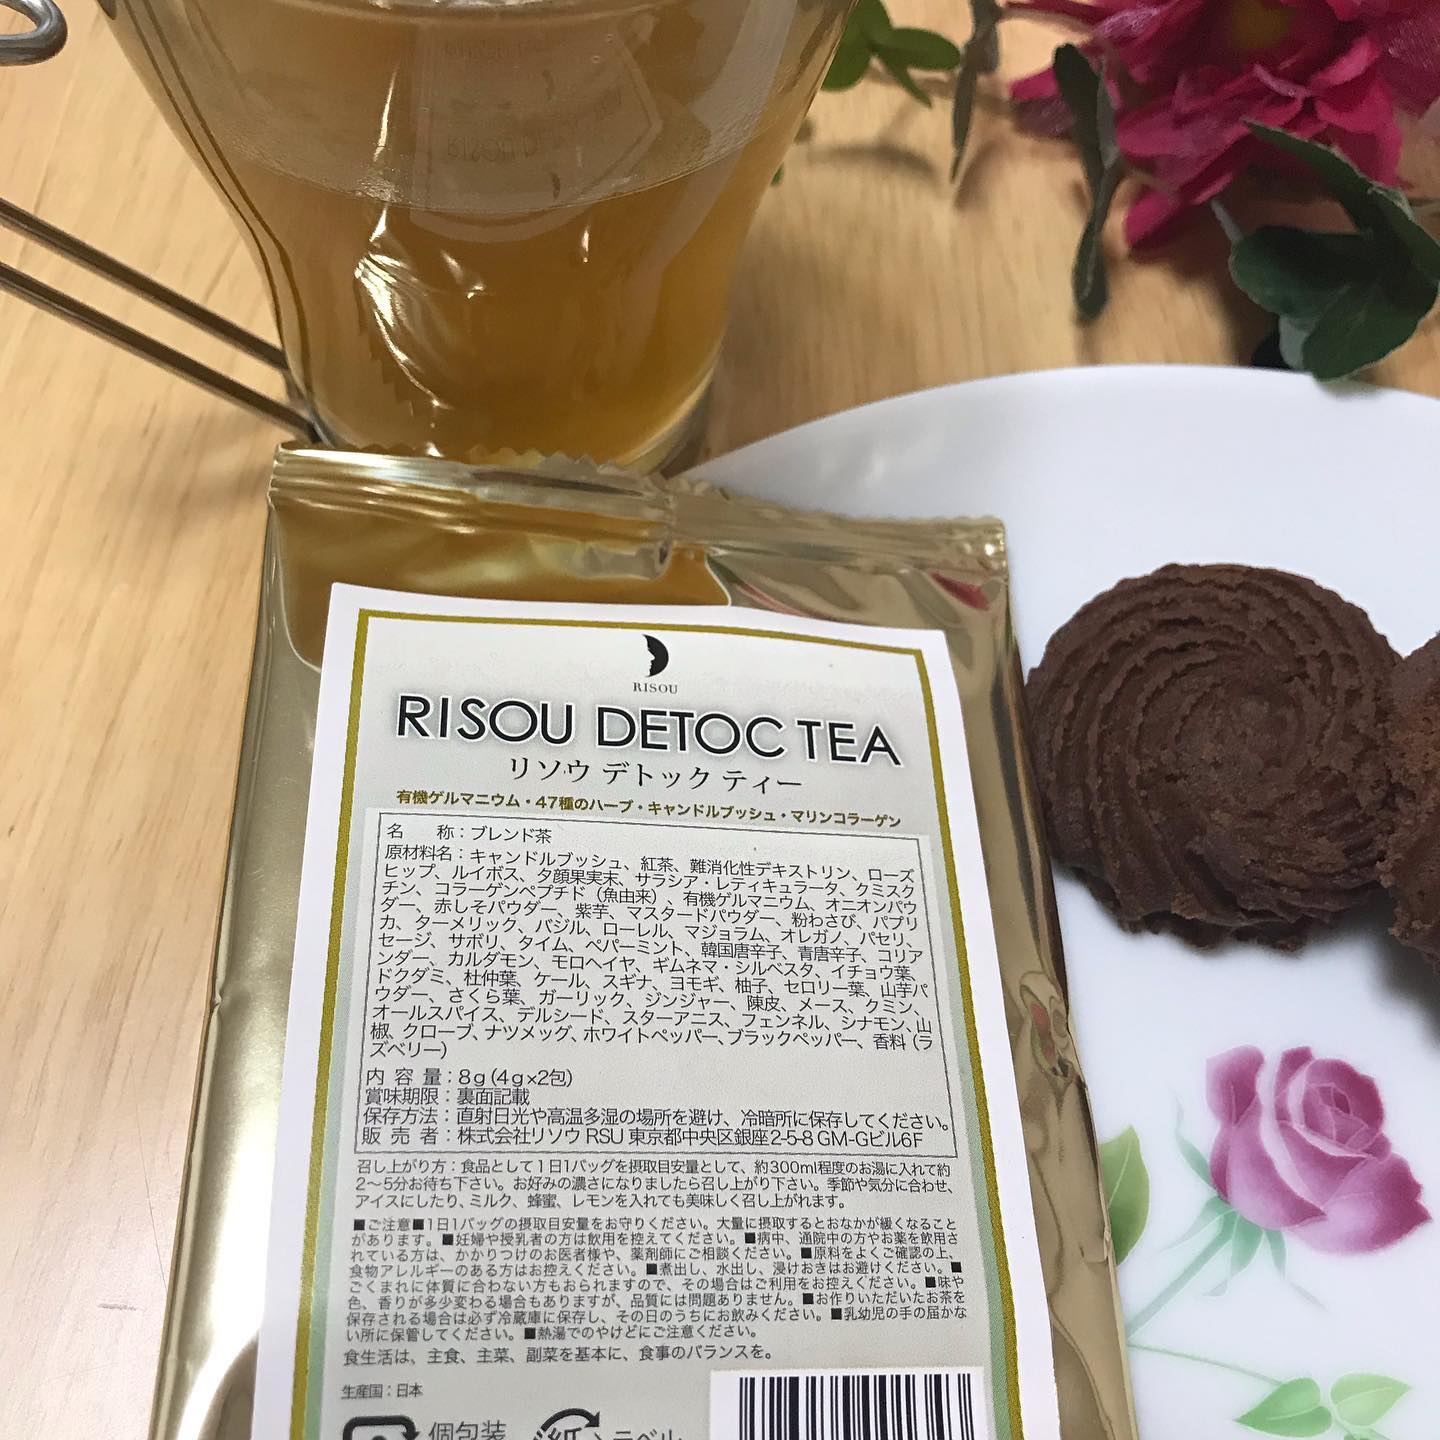 RISOU
RISOU DETOC TEA
リソウ デトック ティー
有機ゲルマニウム・47種のハーブ・キャンドルブッシュ・マリンコラーゲン
名 称：ブレンド茶
原材料名：キャンドルブッシュ、紅茶、難消化性デキストリン、ローズ
ヒップ、ルイボス、夕顔果実末、サラシア・レティキュラータ、クミスク
チン、コラーゲンペプチド（魚由来）、有機ゲルマニウム、オニオンパウ
ダー、赤しそパウダー、紫芋、マスタードパウダー、粉わさび、パプリ
カ、ターメリック、バジル、ローレル、マジョラム、オレガノ、パセリ、
セージ、サボリ、タイム、ペパーミント、韓国唐辛子、青唐辛子、コリア
ンダー、カルダモン、モロヘイヤ、ギムネマ・シルベスタ、イチョウ葉、
ドクダミ、杜仲葉、ケール、スギナ、ヨモギ、柚子、セロリー葉、山芋パ
ウダー、さくら葉、ガーリック、ジンジャー、陳皮、メース、クミン、
オールスパイス、デルシード、スターアニス、フェンネル、シナモン、山
椒、クローブ、ナツメッグ、ホワイトペッパー、ブラックペッパー、香料（ラ
ズベリー）
内 容 量：8g（4g×2包）
賞味期限：裏面記載
保存方法：直射日光や高温多湿の場所を避け、冷暗所に保存してください。
販 売 者：株式会社リソウ RSU 東京都中央区銀座2-5-8 GM-Gビル6F
召し上がり方：食品として1日1バッグを摂取目安量として、約300ml程度のお湯に入れて約
2〜5分お待ち下さい。お好みの濃さになりましたら召し上がり下さい。季節や気分に合わせ、
アイスにしたり、ミルク、蜂蜜、レモンを入れても美味しく召し上がれます。
■ご注意■1日1バッグの摂取目安量をお守りください。大量に摂取するとおなかが緩くなること
があります。■妊婦や授乳者の方は飲用を控えてください。■病中、通院中の方やお薬を飲用さ
れている方は、かかりつけのお医者様や、薬剤師にご相談ください。■原料をよくご確認の上、
食物アレルギーのある方はお控えください。■煮出し、水出し、浸けおきはお避けください。■
ごくまれに体質に合わない方もおられますので、その場合はご利用をお控えください。■味や
色、香りが多少変わる場合もありますが、品質には問題ありません。■お作りいただいたお茶を
保存される場合は必ず冷蔵庫に保存し、その日のうちにお飲みください。■乳幼児の手の届かな
い所に保管してください。■熱湯でのやけどにご注意ください。
食生活は、主食、主菜、副菜を基本に、食事のバランスを。
生産国：日本
個包装 紙 ラベル